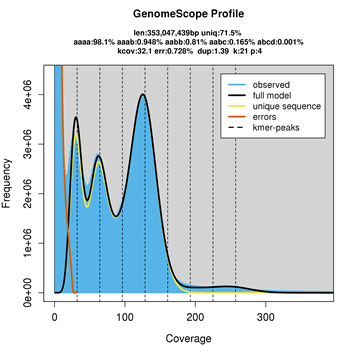 GenomeScope Profile
len:353,047,439bp uniq:71.5%
aaaa:98.1% aaab:0.948% aabb:0.81% aabc:0.165% abcd:0.001%
kcov:32.1 err:0.728% dup:1.39 k:21 p:4
observed
full model
unique sequence
errors
kmer-peaks
Frequency
4e+06
3e+06
2e+06
1e+06
0e+00
0 100 200 300
Coverage